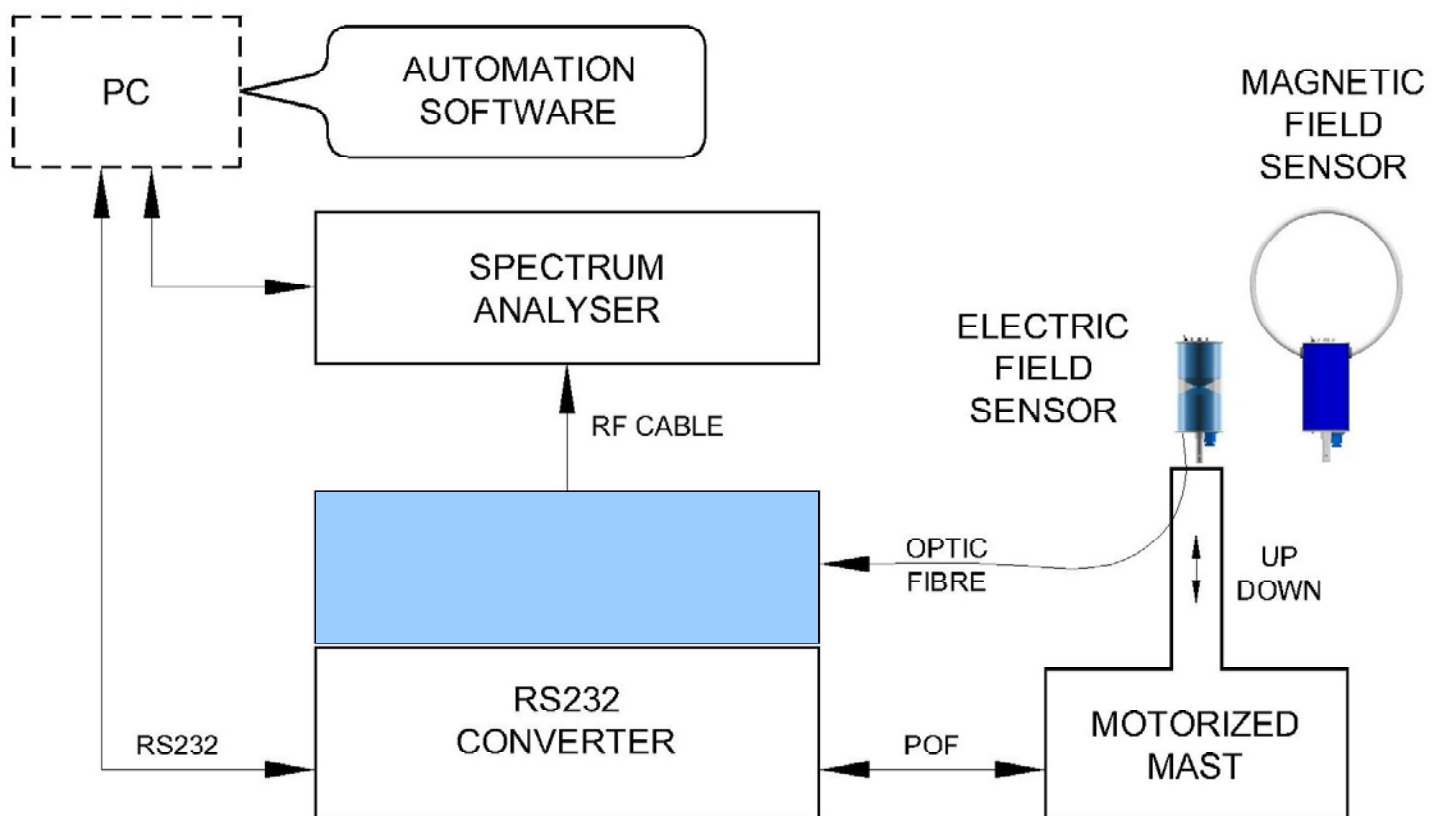 PC
AUTOMATION
SOFTWARE
MAGNETIC
FIELD
SENSOR
SPECTRUM
ANALYSER
ELECTRIC
FIELD
SENSOR
RF CABLE
OPTIC
FIBRE
UP
DOWN
RS232
CONVERTER
RS232
POF
MOTORIZED
MAST